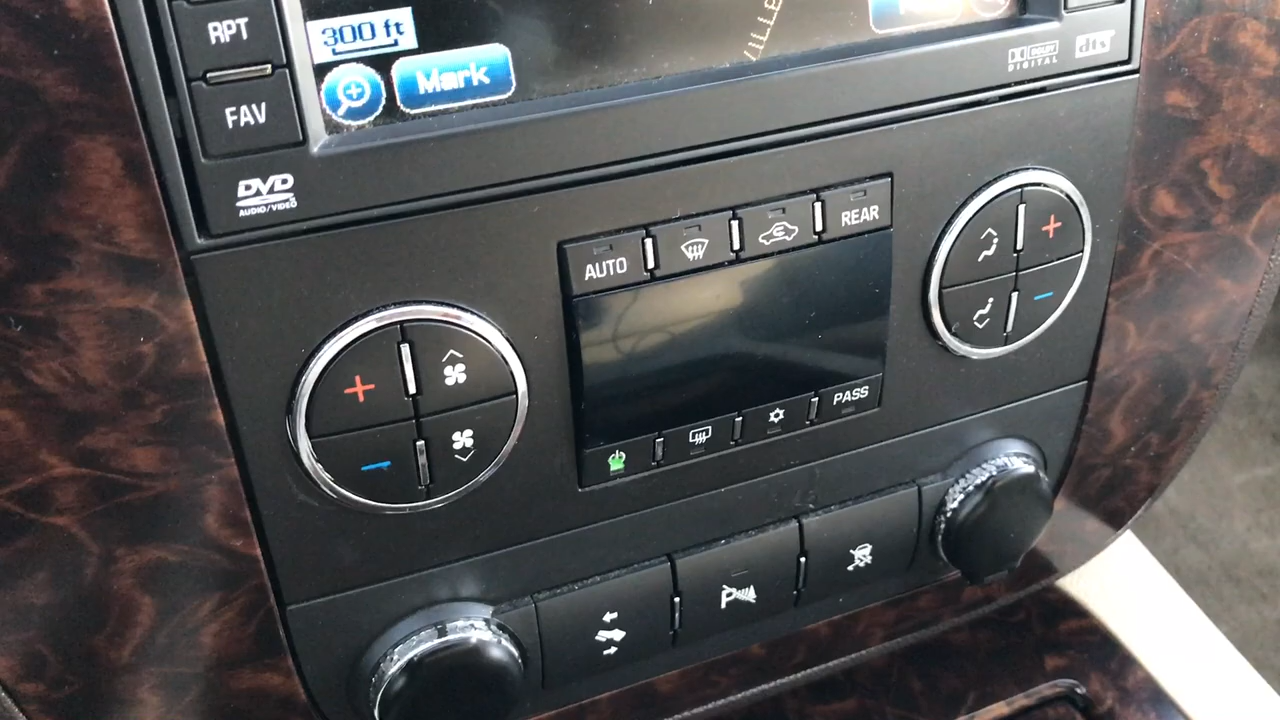 RPT
300 ft
Mark
FAV
DOLBY
DIGITAL
dts
DVD
AUDIO/VIDEO
AUTO
REAR
PASS